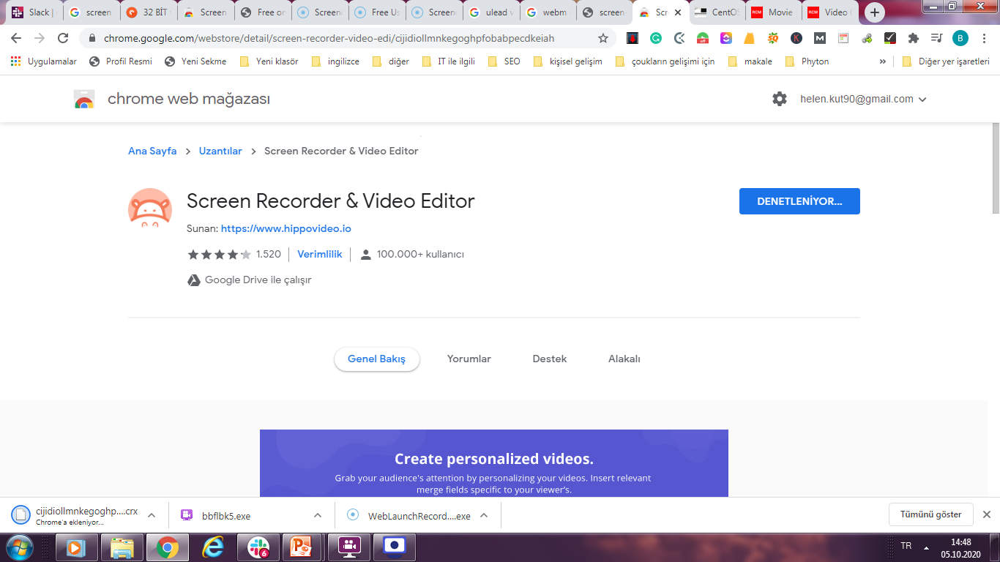 Slack |
screen
32 BİT
Screen
Free or
Screen
Free Us
Screen
ulead v
webm
screen
Scr
CentOS
Movie
Video
chrome.google.com/webstore/detail/screen-recorder-video-edi/cijidiollmnkegoghpfobabpecdkeiah
B
Uygulamalar
Profil Resmi
Yeni Sekme
Yeni klasör
ingilizce
diğer
IT ile ilgili
SEO
kişisel gelişim
çoukların gelişimi için
makale
Phyton
»
Diğer yer işaretleri
chrome web mağazası
helen.kut90@gmail.com
Ana Sayfa > Uzantılar > Screen Recorder & Video Editor
Screen Recorder & Video Editor
DENETLENİYOR...
Sunan: https://www.hippovideo.io
1.520 | Verimlilik | 100.000+ kullanıcı
Google Drive ile çalışır
Genel Bakış
Yorumlar
Destek
Alakalı
Create personalized videos.
Grab your audience's attention by personalizing your videos. Insert relevant
merge fields specific to your viewer's.
cijidiollmnkegoghp....crx
Chrome'a ekleniyor...
bbflbk5.exe
WebLaunchRecord....exe
Tümünü göster
6
TR
14:48
05.10.2020